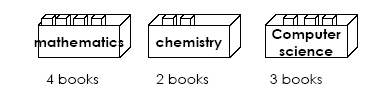 mathematics
chemistry
Computer
science
4 books
2 books
3 books